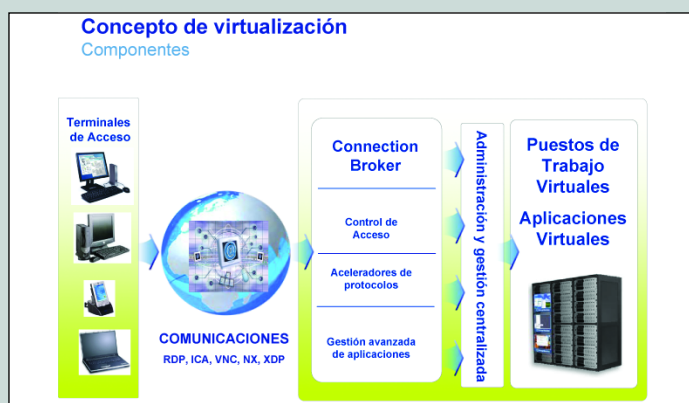 Concepto de virtualización
Componentes
Terminales
de Acceso
COMUNICACIONES
RDP, ICA, VNC, NX, XDP
Connection
Broker
Control de
Acceso
Aceleradores de
protocolos
Gestión avanzada
de aplicaciones
Administración y gestión centralizada
Puestos de
Trabajo
Virtuales
Aplicaciones
Virtuales